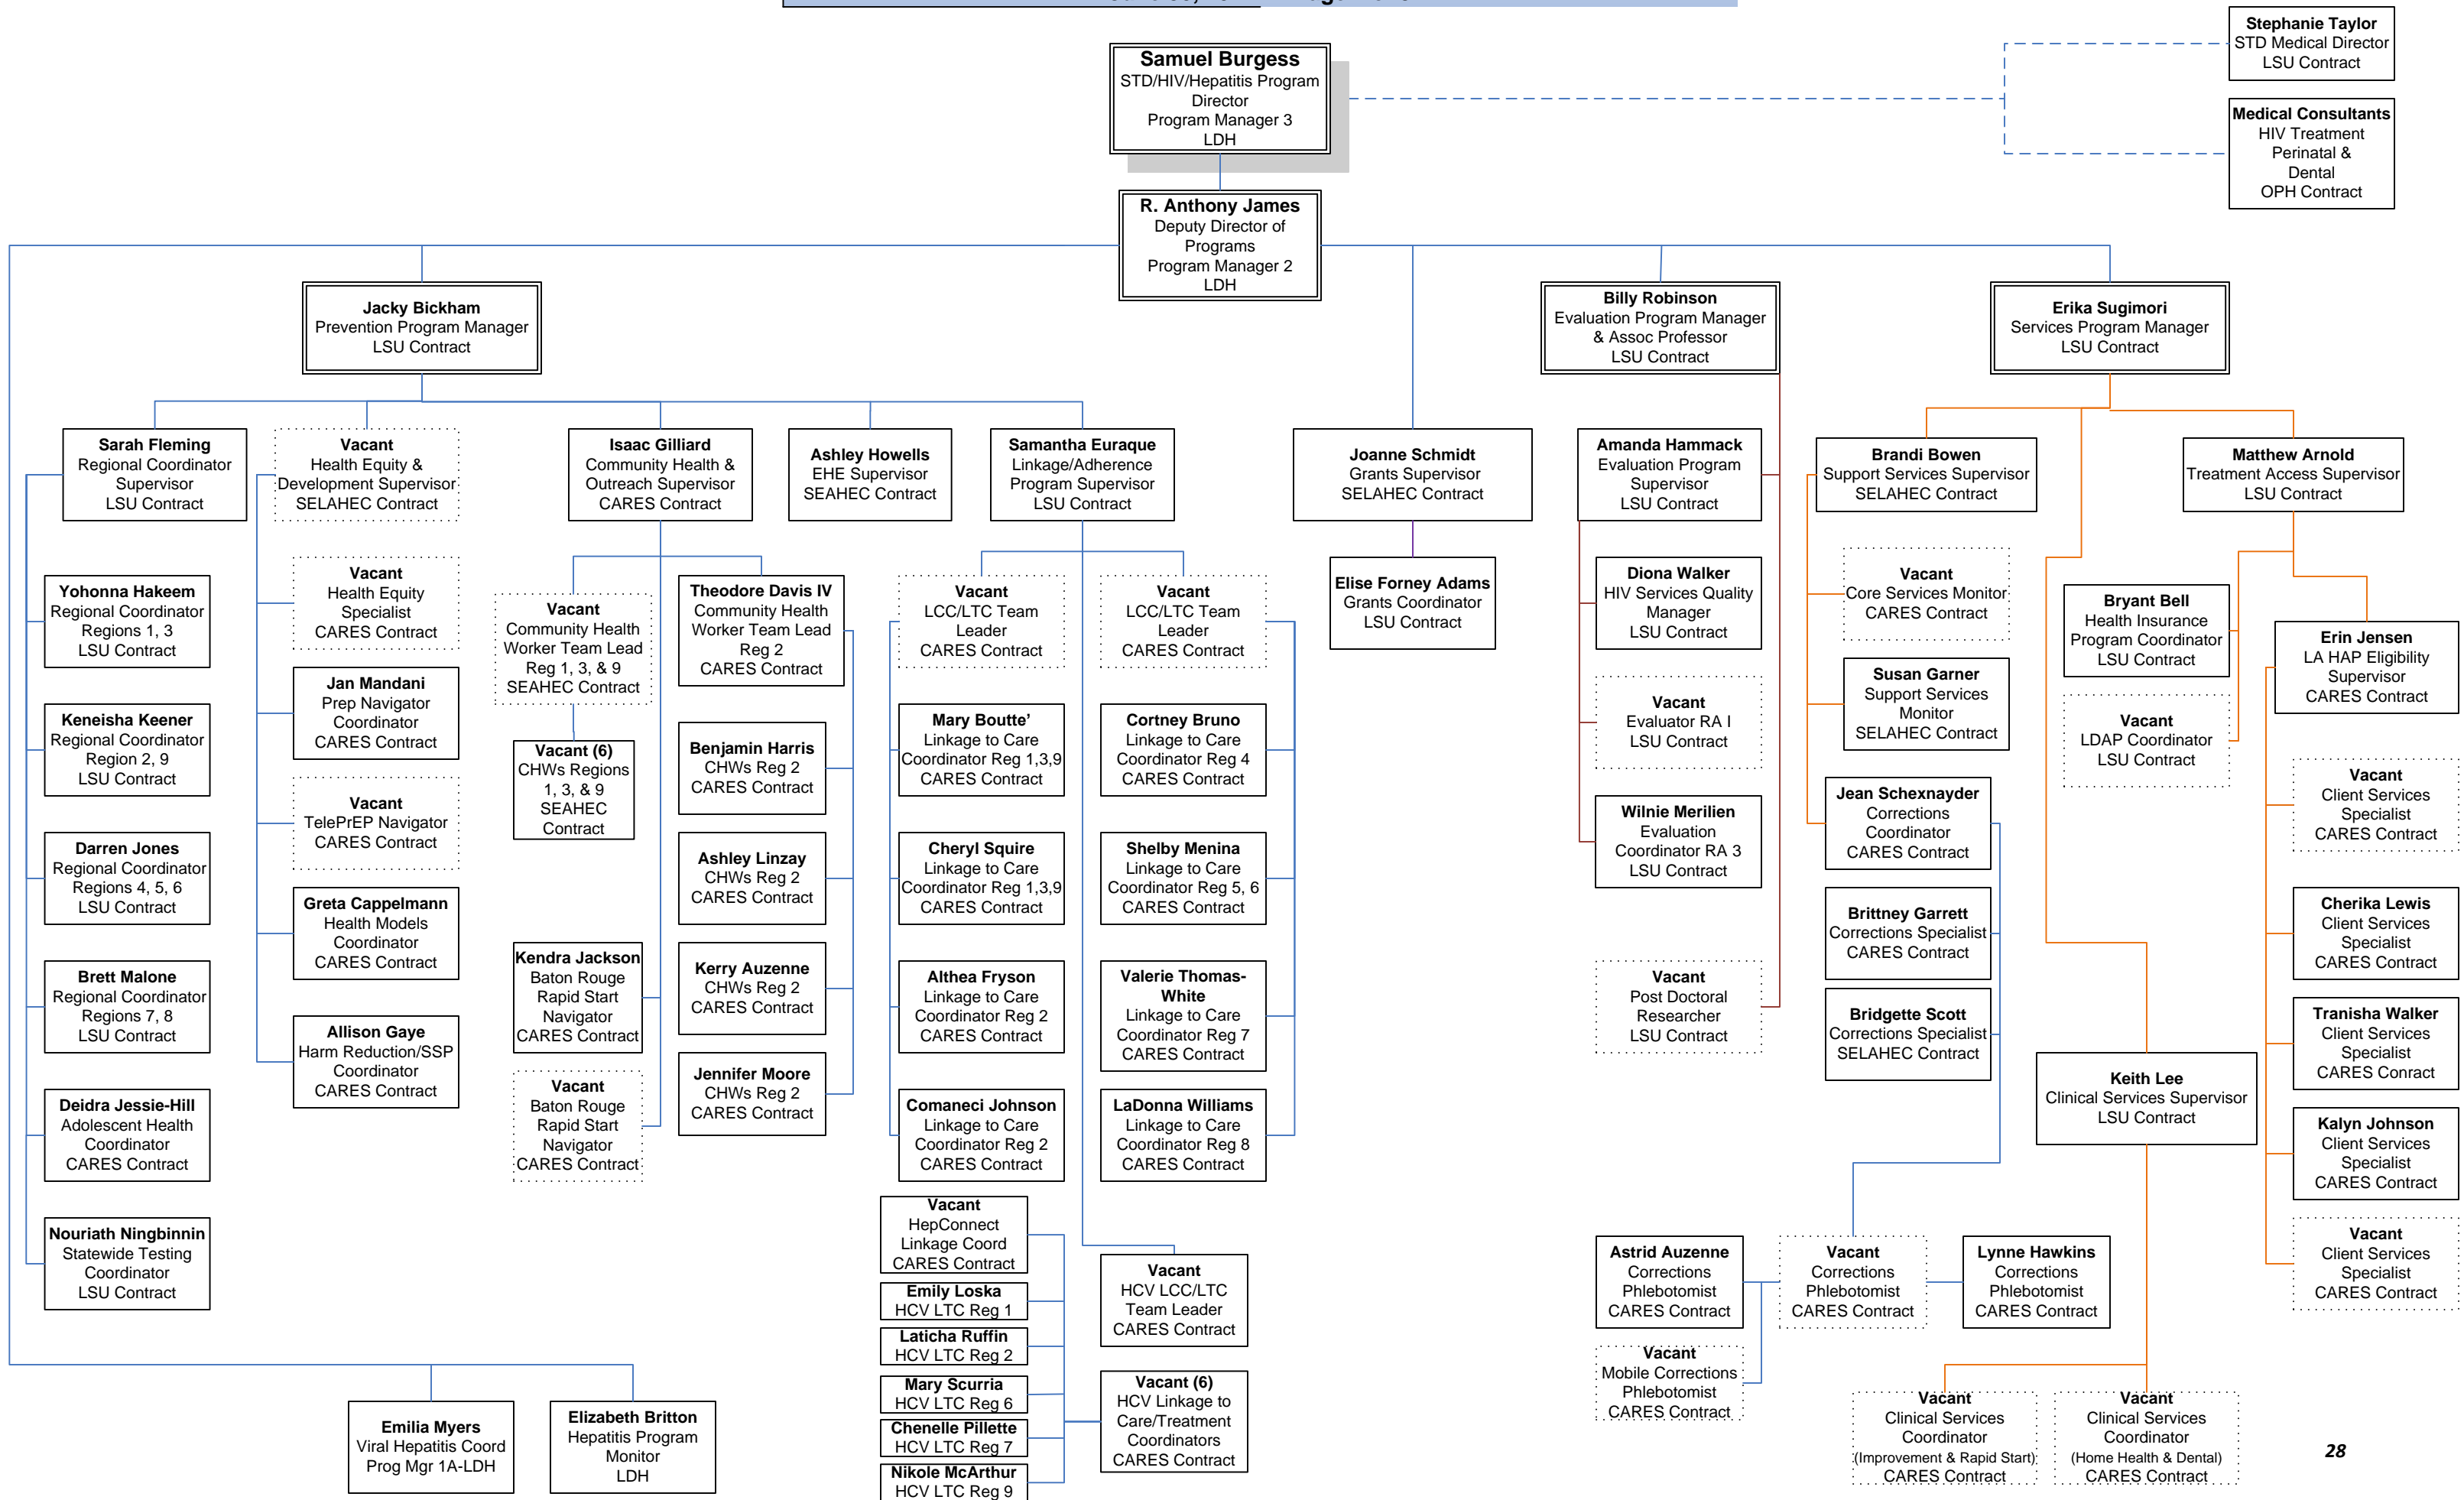 Stephanie Taylor
STD Medical Director
LSU Contract
Samuel Burgess
STD/HIV/Hepatitis Program
Director
Program Manager 3
LDH
Medical Consultants
HIV Treatment
Perinatal &
Dental
OPH Contract
R. Anthony James
Deputy Director of
Programs
Program Manager 2
LDH
Jacky Bickham
Prevention Program Manager
LSU Contract
Billy Robinson
Evaluation Program Manager
& Assoc Professor
LSU Contract
Erika Sugimori
Services Program Manager
LSU Contract
Sarah Fleming
Regional Coordinator
Supervisor
LSU Contract
Vacant
Health Equity &
Development Supervisor
SELAHEC Contract
Isaac Gilliard
Community Health &
Outreach Supervisor
CARES Contract
Ashley Howells
EHE Supervisor
SEAHEC Contract
Samantha Euraque
Linkage/Adherence
Program Supervisor
LSU Contract
Joanne Schmidt
Grants Supervisor
SELAHEC Contract
Amanda Hammack
Evaluation Program
Supervisor
LSU Contract
Brandi Bowen
Support Services Supervisor
SELAHEC Contract
Matthew Arnold
Treatment Access Supervisor
LSU Contract
Yohonna Hakeem
Regional Coordinator
Regions 1, 3
LSU Contract
Keneisha Keener
Regional Coordinator
Region 2, 9
LSU Contract
Darren Jones
Regional Coordinator
Regions 4, 5, 6
LSU Contract
Brett Malone
Regional Coordinator
Regions 7, 8
LSU Contract
Deidra Jessie-Hill
Adolescent Health
Coordinator
CARES Contract
Nouriath Ningbinnin
Statewide Testing
Coordinator
LSU Contract
Vacant
Health Equity
Specialist
CARES Contract
Jan Mandani
Prep Navigator
Coordinator
CARES Contract
Vacant
TelePrEP Navigator
CARES Contract
Greta Cappelmann
Health Models
Coordinator
CARES Contract
Allison Gaye
Harm Reduction/SSP
Coordinator
CARES Contract
Vacant
Community Health
Worker Team Lead
Reg 1, 3, & 9
SEAHEC Contract
Vacant (6)
CHWs Regions
1, 3, & 9
SEAHEC
Contract
Kendra Jackson
Baton Rouge
Rapid Start
Navigator
CARES Contract
Vacant
Baton Rouge
Rapid Start
Navigator
CARES Contract
Theodore Davis IV
Community Health
Worker Team Lead
Reg 2
CARES Contract
Benjamin Harris
CHWs Reg 2
CARES Contract
Ashley Linzay
CHWs Reg 2
CARES Contract
Kerry Auzenne
CHWs Reg 2
CARES Contract
Jennifer Moore
CHWs Reg 2
CARES Contract
Vacant
LCC/LTC Team
Leader
CARES Contract
Mary Boutte’
Linkage to Care
Coordinator Reg 1,3,9
CARES Contract
Cheryl Squire
Linkage to Care
Coordinator Reg 1,3,9
CARES Contract
Althea Fryson
Linkage to Care
Coordinator Reg 2
CARES Contract
Comaneci Johnson
Linkage to Care
Coordinator Reg 2
CARES Contract
Vacant
LCC/LTC Team
Leader
CARES Contract
Cortney Bruno
Linkage to Care
Coordinator Reg 4
CARES Contract
Shelby Menina
Linkage to Care
Coordinator Reg 5, 6
CARES Contract
Valerie Thomas-
White
Linkage to Care
Coordinator Reg 7
CARES Contract
LaDonna Williams
Linkage to Care
Coordinator Reg 8
CARES Contract
Vacant
HepConnect
Linkage Coord
CARES Contract
Emily Loska
HCV LTC Reg 1
Laticha Ruffin
HCV LTC Reg 2
Mary Scurria
HCV LTC Reg 6
Chenelle Pillette
HCV LTC Reg 7
Nikole McArthur
HCV LTC Reg 9
Vacant
HCV LCC/LTC
Team Leader
CARES Contract
Vacant (6)
HCV Linkage to
Care/Treatment
Coordinators
CARES Contract
Elise Forney Adams
Grants Coordinator
LSU Contract
Diona Walker
HIV Services Quality
Manager
LSU Contract
Vacant
Evaluator RA I
LSU Contract
Wilnie Merilien
Evaluation
Coordinator RA 3
LSU Contract
Vacant
Post Doctoral
Researcher
LSU Contract
Vacant
Core Services Monitor
CARES Contract
Susan Garner
Support Services
Monitor
SELAHEC Contract
Jean Schexnayder
Corrections
Coordinator
CARES Contract
Brittney Garrett
Corrections Specialist
CARES Contract
Bridgette Scott
Corrections Specialist
SELAHEC Contract
Astrid Auzenne
Corrections
Phlebotomist
CARES Contract
Vacant
Corrections
Phlebotomist
CARES Contract
Lynne Hawkins
Corrections
Phlebotomist
CARES Contract
Vacant
Mobile Corrections
Phlebotomist
CARES Contract
Bryant Bell
Health Insurance
Program Coordinator
LSU Contract
Vacant
LDAP Coordinator
LSU Contract
Erin Jensen
LA HAP Eligibility
Supervisor
CARES Contract
Vacant
Client Services
Specialist
CARES Contract
Cherika Lewis
Client Services
Specialist
CARES Contract
Tranisha Walker
Client Services
Specialist
CARES Contract
Kalyn Johnson
Client Services
Specialist
CARES Contract
Vacant
Client Services
Specialist
CARES Contract
Keith Lee
Clinical Services Supervisor
LSU Contract
Vacant
Clinical Services
Coordinator
(Improvement & Rapid Start)
CARES Contract
Vacant
Clinical Services
Coordinator
(Home Health & Dental)
CARES Contract
Emilia Myers
Viral Hepatitis Coord
Prog Mgr 1A-LDH
Elizabeth Britton
Hepatitis Program
Monitor
LDH
28